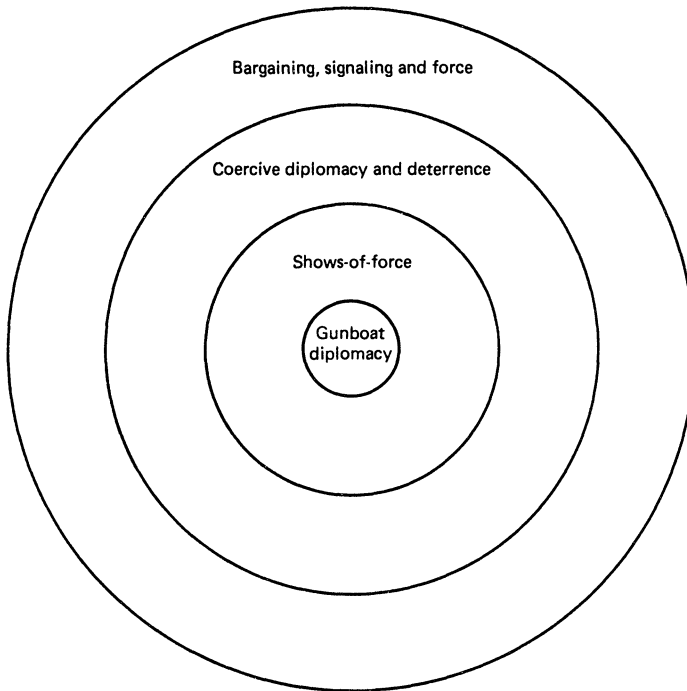 Bargaining, signaling and force
Coercive diplomacy and deterrence
Shows-of-force
Gunboat
diplomacy